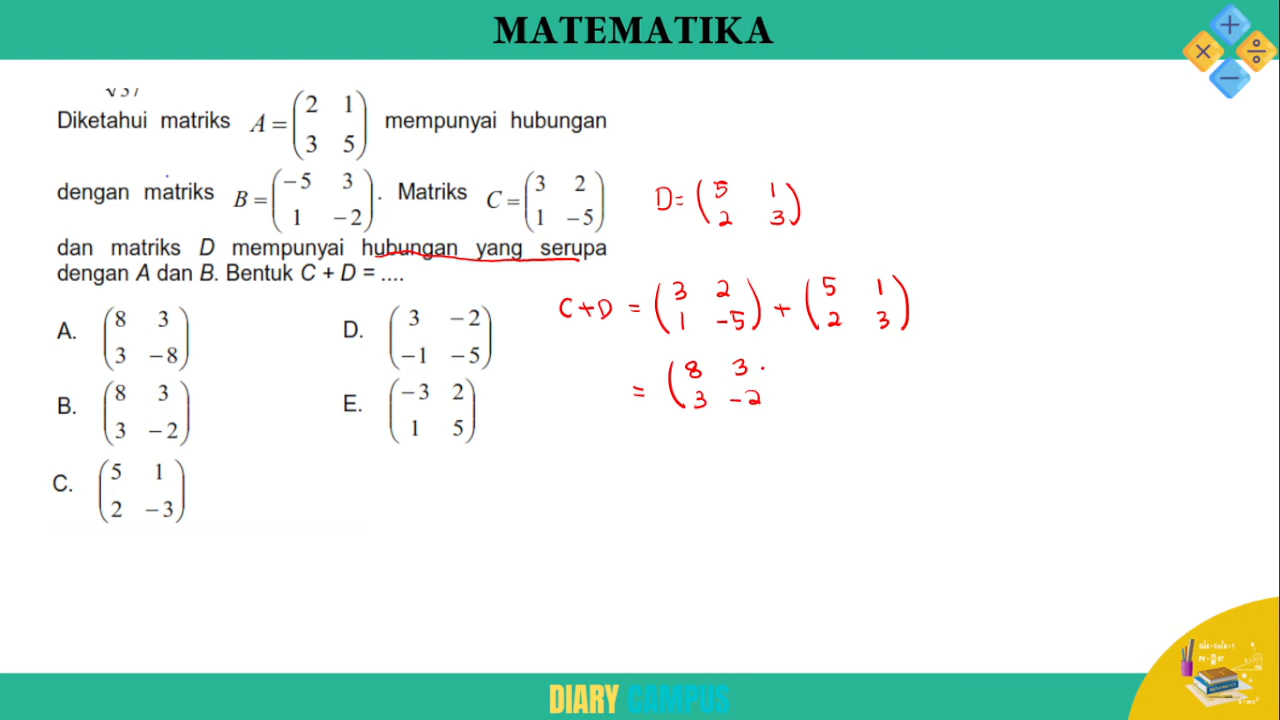 MATEMATIKA
Diketahui matriks A = (2 1 / 3 5) mempunyai hubungan
dengan matriks B = (−5 3 / 1 −2). Matriks C = (3 2 / 1 −5)
dan matriks D mempunyai hubungan yang serupa
dengan A dan B. Bentuk C + D = ....
A. (8 3 / 3 −8)
B. (8 3 / 3 −2)
C. (5 1 / 2 −3)
D. (3 −2 / −1 −5)
E. (−3 2 / 1 5)
D = (5 1 / 2 3)
C+D = (3 2 / 1 -5) + (5 1 / 2 3)
= (8 3 / 3 -2
DIARY CAMPUS